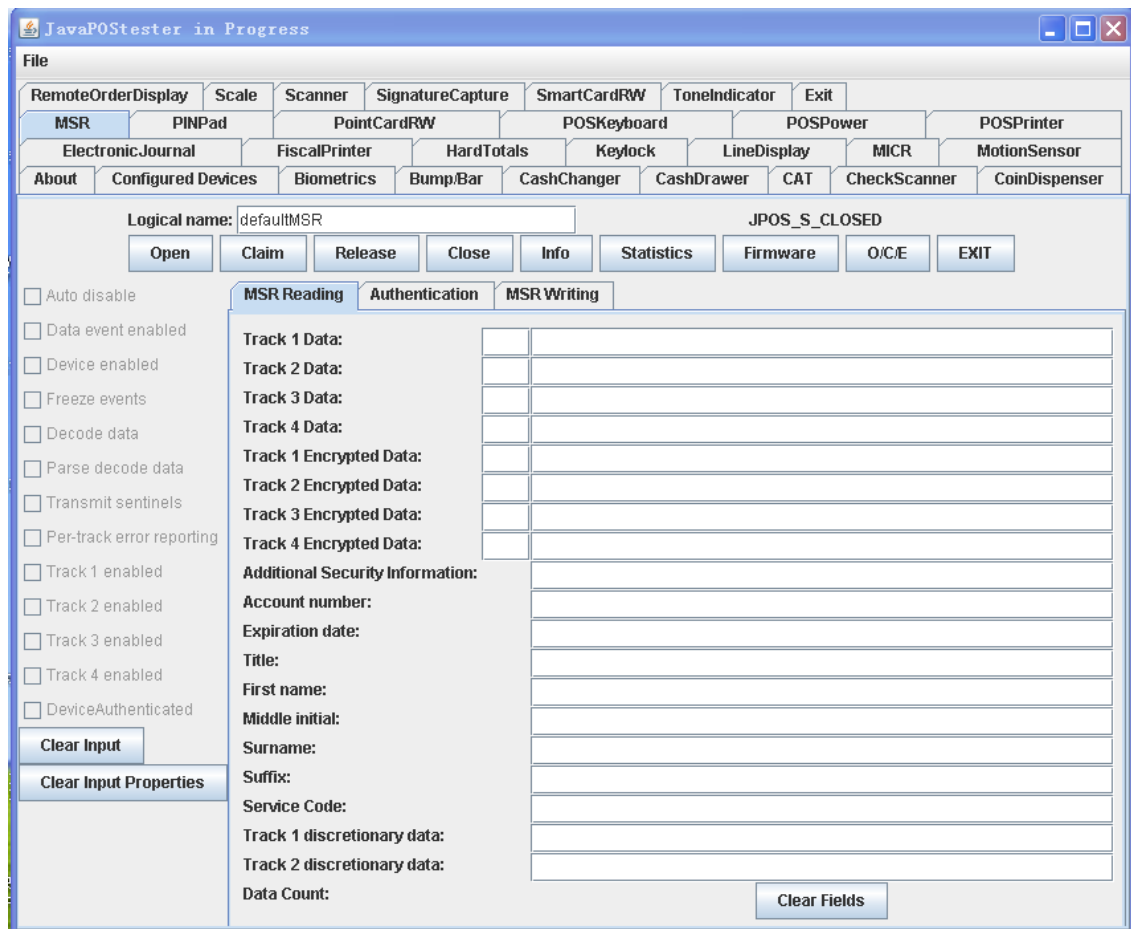 JavaPOStester in Progress
File
RemoteOrderDisplay Scale Scanner SignatureCapture SmartCardRW ToneIndicator Exit
MSR PINPad PointCardRW POSKeyboard POSPower POSPrinter
ElectronicJournal FiscalPrinter HardTotals Keylock LineDisplay MICR MotionSensor
About Configured Devices Biometrics Bump/Bar CashChanger CashDrawer CAT CheckScanner CoinDispenser
Logical name: defaultMSR JPOS_S_CLOSED
Open Claim Release Close Info Statistics Firmware O/C/E EXIT
Auto disable
Data event enabled
Device enabled
Freeze events
Decode data
Parse decode data
Transmit sentinels
Per-track error reporting
Track 1 enabled
Track 2 enabled
Track 3 enabled
Track 4 enabled
DeviceAuthenticated
Clear Input
Clear Input Properties
MSR Reading Authentication MSR Writing
Track 1 Data:
Track 2 Data:
Track 3 Data:
Track 4 Data:
Track 1 Encrypted Data:
Track 2 Encrypted Data:
Track 3 Encrypted Data:
Track 4 Encrypted Data:
Additional Security Information:
Account number:
Expiration date:
Title:
First name:
Middle initial:
Surname:
Suffix:
Service Code:
Track 1 discretionary data:
Track 2 discretionary data:
Data Count:
Clear Fields